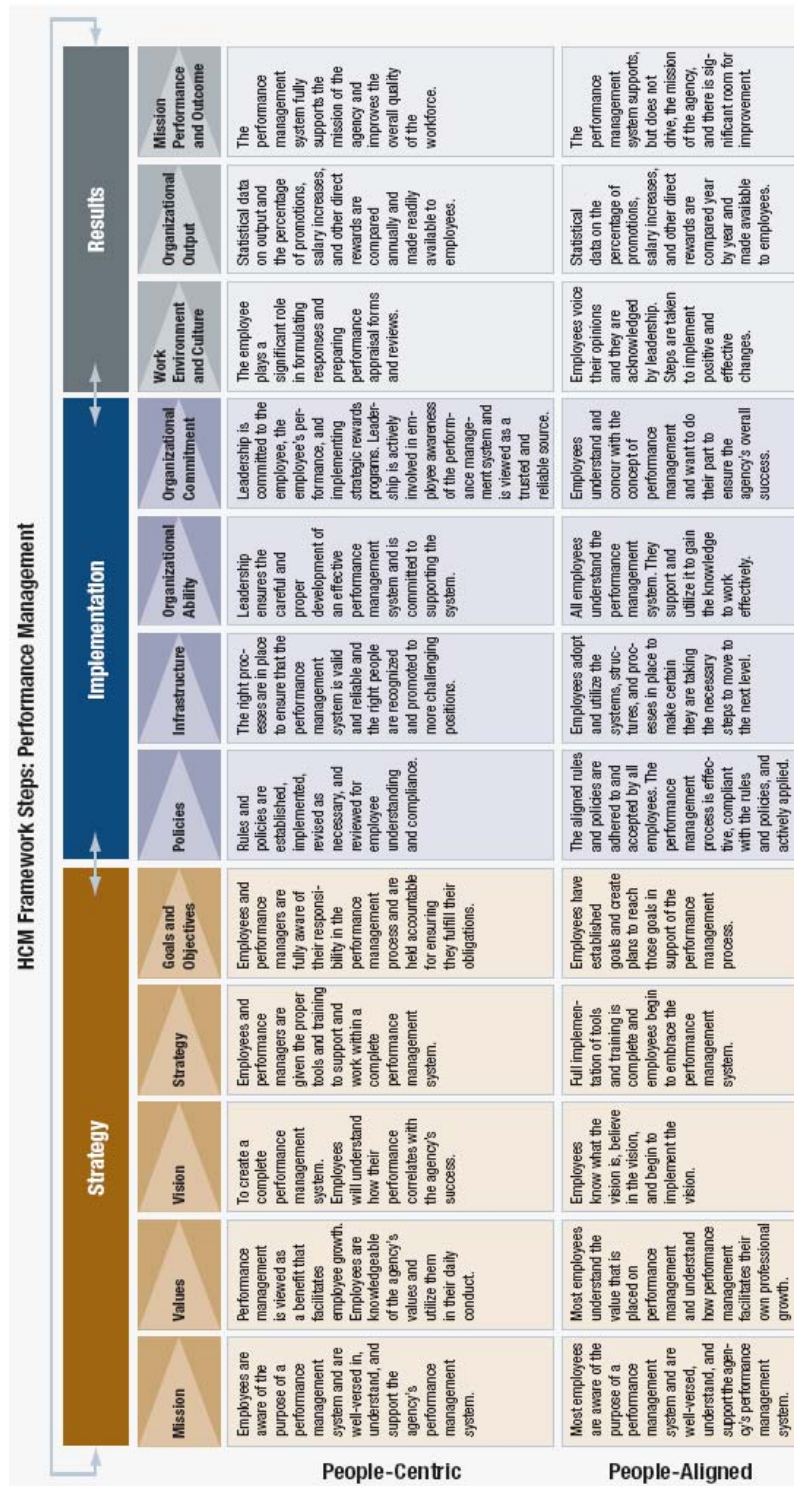 HCM Framework Steps: Performance Management
Strategy
Implementation
Results
Mission
Values
Vision
Strategy
Goals and
Objectives
Policies
Infrastructure
Organizational
Ability
Organizational
Commitment
Work
Environment
and Culture
Organizational
Output
Mission
Performance
and Outcome
People-Centric
Employees are
aware of the
purpose of a
performance
management
system and are
well-versed in,
understand, and
support the
agency's
performance
management
system.
Performance
management
is viewed as
a benefit that
facilitates
employee growth.
Employees are
knowledgeable
of the agency's
values and
utilize them
in their daily
conduct.
To create a
complete
performance
management
system.
Employees
will understand
how their
performance
correlates with
the agency's
success.
Employees and
performance
managers are
given the proper
tools and training
to support and
work within a
complete
performance
management
system.
Employees and
performance
managers are
fully aware of
their responsi-
bility in the
performance
management
process and are
held accountable
for ensuring
they fulfill their
obligations.
Rules and
policies are
established,
implemented,
revised as
necessary, and
reviewed for
employee
understanding
and compliance.
The right proc-
esses are in place
to ensure that the
performance
management
system is valid
and reliable and
the right people
are recognized
and promoted to
more challenging
positions.
Leadership
ensures the
careful and
proper
development of
an effective
performance
management
system and is
committed to
supporting the
system.
Leadership is
committed to the
employee, the
employee's per-
formance, and
implementing
strategic rewards
programs. Leader-
ship is actively
involved in em-
ployee awareness
of the perform-
ance manage-
ment system and
is viewed as a
trusted and
reliable source.
The employee
plays a
significant role
in formulating
responses and
preparing
performance
appraisal forms
and reviews.
Statistical data
on output and
the percentage
of promotions,
salary increases,
and other direct
rewards are
compared
annually and
made readily
available to
employees.
The
performance
management
system fully
supports the
mission of the
agency and
improves the
overall quality
of the
workforce.
People-Aligned
Most employees
are aware of the
purpose of a
performance
management
system and are
well-versed,
understand, and
support the agen-
cy's performance
management
system.
Most employees
understand the
value that is
placed on
performance
management
and understand
how performance
management
facilitates their
own professional
growth.
Employees
know what the
vision is, believe
in the vision,
and begin to
implement the
vision.
Full implemen-
tation of tools
and training is
complete and
employees begin
to embrace the
performance
management
system.
Employees have
established
goals and create
plans to reach
those goals in
support of the
performance
management
process.
The aligned rules
and policies are
adhered to and
accepted by all
employees. The
performance
management
process is effec-
tive, compliant
with the rules
and policies, and
actively applied.
Employees adopt
and utilize the
systems, struc-
tures, and proc-
esses in place to
make certain
they are taking
the necessary
steps to move to
the next level.
All employees
understand the
performance
management
system. They
support and
utilize it to gain
the knowledge
to work
effectively.
Employees
understand and
concur with the
concept of
performance
management
and want to do
their part to
ensure the
agency's overall
success.
Employees voice
their opinions
and they are
acknowledged
by leadership.
Steps are taken
to implement
positive and
effective
changes.
Statistical
data on the
percentage of
promotions,
salary increases,
and other direct
rewards are
compared year
by year and
made available
to employees.
The
performance
management
system supports,
but does not
drive, the mission
of the agency,
and there is sig-
nificant room for
improvement.